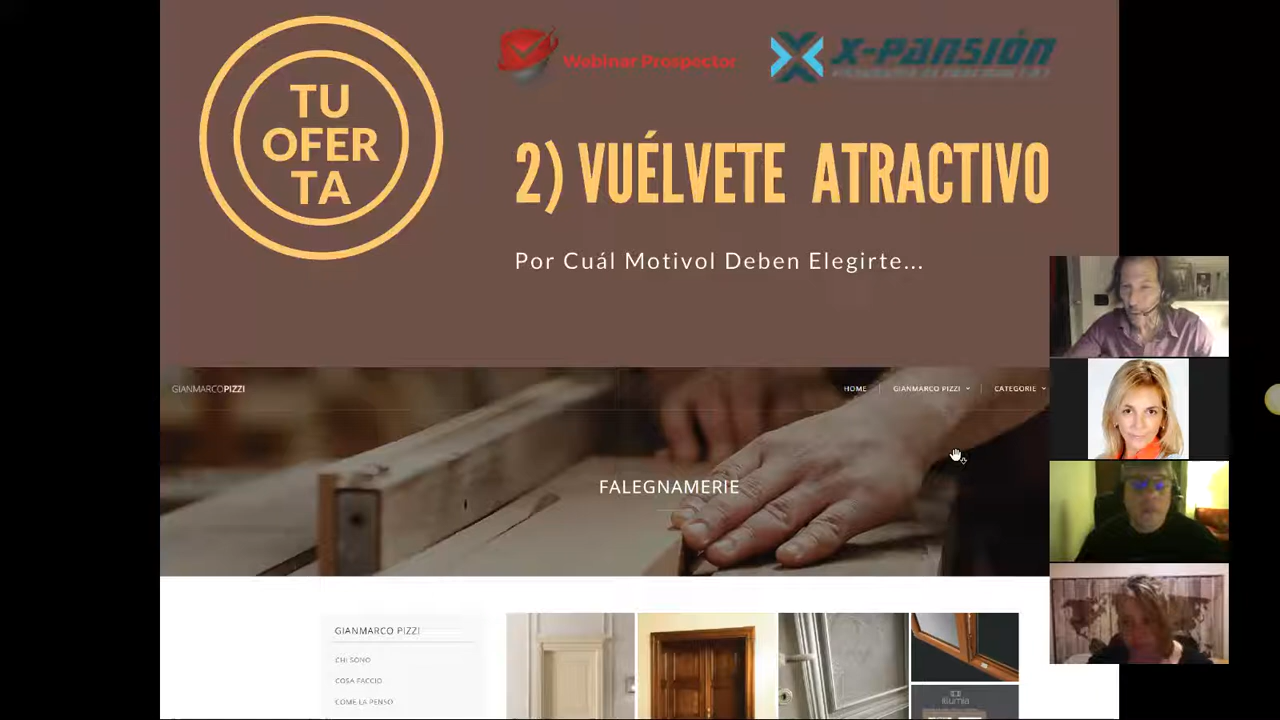 TU
OFER
TA
Webinar Prospector
X-PANSIÓN
2) VUÉLVETE ATRACTIVO
Por Cuál Motivol Deben Elegirte...
GIANMARCOPIZZI
HOME
GIANMARCO PIZZI
CATEGORIE
FALEGNAMERIE
GIANMARCO PIZZI
CHI SONO
COSA FACCIO
COME LA PENSO